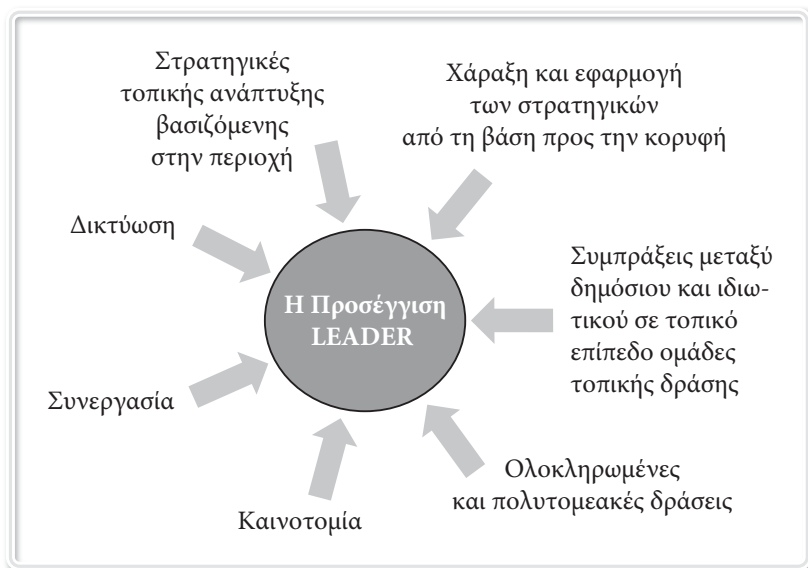 Στρατηγικές
τοπικής ανάπτυξης
βασιζόμενης
στην περιοχή
Χάραξη και εφαρμογή
των στρατηγικών
από τη βάση προς την κορυφή
Δικτύωση
Συμπράξεις μεταξύ
δημόσιου και ιδιω-
τικού σε τοπικό
επίπεδο ομάδες
τοπικής δράσης
Η Προσέγγιση
LEADER
Συνεργασία
Ολοκληρωμένες
και πολυτομεακές δράσεις
Καινοτομία